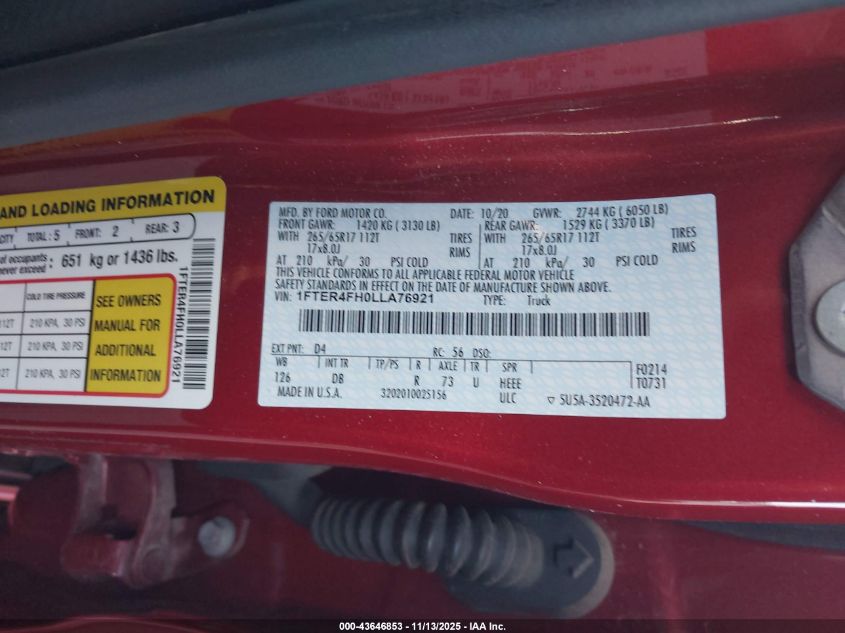 AND LOADING INFORMATION
CITY TOTAL : 5 FRONT: 2 REAR: 3
of occupants
never exceed : 651 kg or 1436 lbs.
COLD TIRE PRESSURE
SEE OWNERS
MANUAL FOR
ADDITIONAL
INFORMATION
112T 210 KPA, 30 PSI
12T 210 KPA, 30 PSI
2T 210 KPA, 30 PSI
1FTER4FH0LLA76921
MFD. BY FORD MOTOR CO. DATE: 10/20 GVWR: 2744 KG ( 6050 LB)
FRONT GAWR: 1420 KG ( 3130 LB) REAR GAWR: 1529 KG ( 3370 LB)
WITH 265/65R17 112T TIRES WITH 265/65R17 112T TIRES
17x8.0J RIMS 17x8.0J RIMS
AT 210 kPa/ 30 PSI COLD AT 210 kPa/ 30 PSI COLD
THIS VEHICLE CONFORMS TO ALL APPLICABLE FEDERAL MOTOR VEHICLE
SAFETY STANDARDS IN EFFECT ON THE DATE OF MANUFACTURE SHOWN ABOVE.
VIN: 1FTER4FH0LLA76921 TYPE: Truck
EXT PNT: D4 RC: 56 DSO:
WB INT TR TP/PS R AXLE TR SPR F0214
126 DB R 73 U HEEE T0731
MADE IN U.S.A. 3202010025156 ULC ▽ 5U5A-3520472-AA
000-43646853 - 11/13/2025 - IAA Inc.